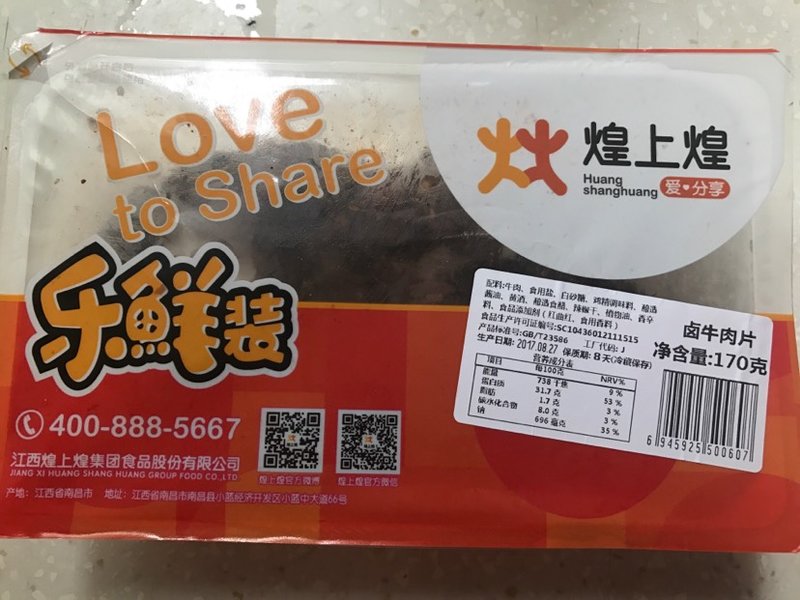 Love
to Share
煌上煌
Huang
shanghuang
爱 分享
乐鲜装
配料:牛肉、食用盐、白砂糖、鸡精调味料、酿造
酱油、黄酒、酿造食醋、辣椒干、植物油、香辛
料、食品添加剂（红曲红、食用香料）
食品生产许可证编号:SC10436012111515
产品标准号:GB/T23586 工厂代码: J
生产日期: 2017.08.27 保质期: 8天(冷藏保存)
营养成分表
项目 每100克 NRV%
能量 738 千焦 9 %
蛋白质 31.7 克 53 %
脂肪 1.7 克 3 %
碳水化合物 8.0 克 3 %
钠 696 毫克 35 %
卤牛肉片
净含量:170克
6 945925 500607
400-888-5667
煌上煌官方微博
煌上煌官方微信
江西煌上煌集团食品股份有限公司
JIANG XI HUANG SHANG HUANG GROUP FOOD CO.,LTD
产地：江西省南昌市 地址：江西省南昌市南昌县小蓝经济开发区小蓝中大道66号